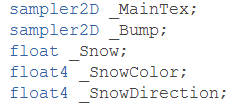 sampler2D _MainTex;
sampler2D _Bump;
float _Snow;
float4 _SnowColor;
float4 _SnowDirection;